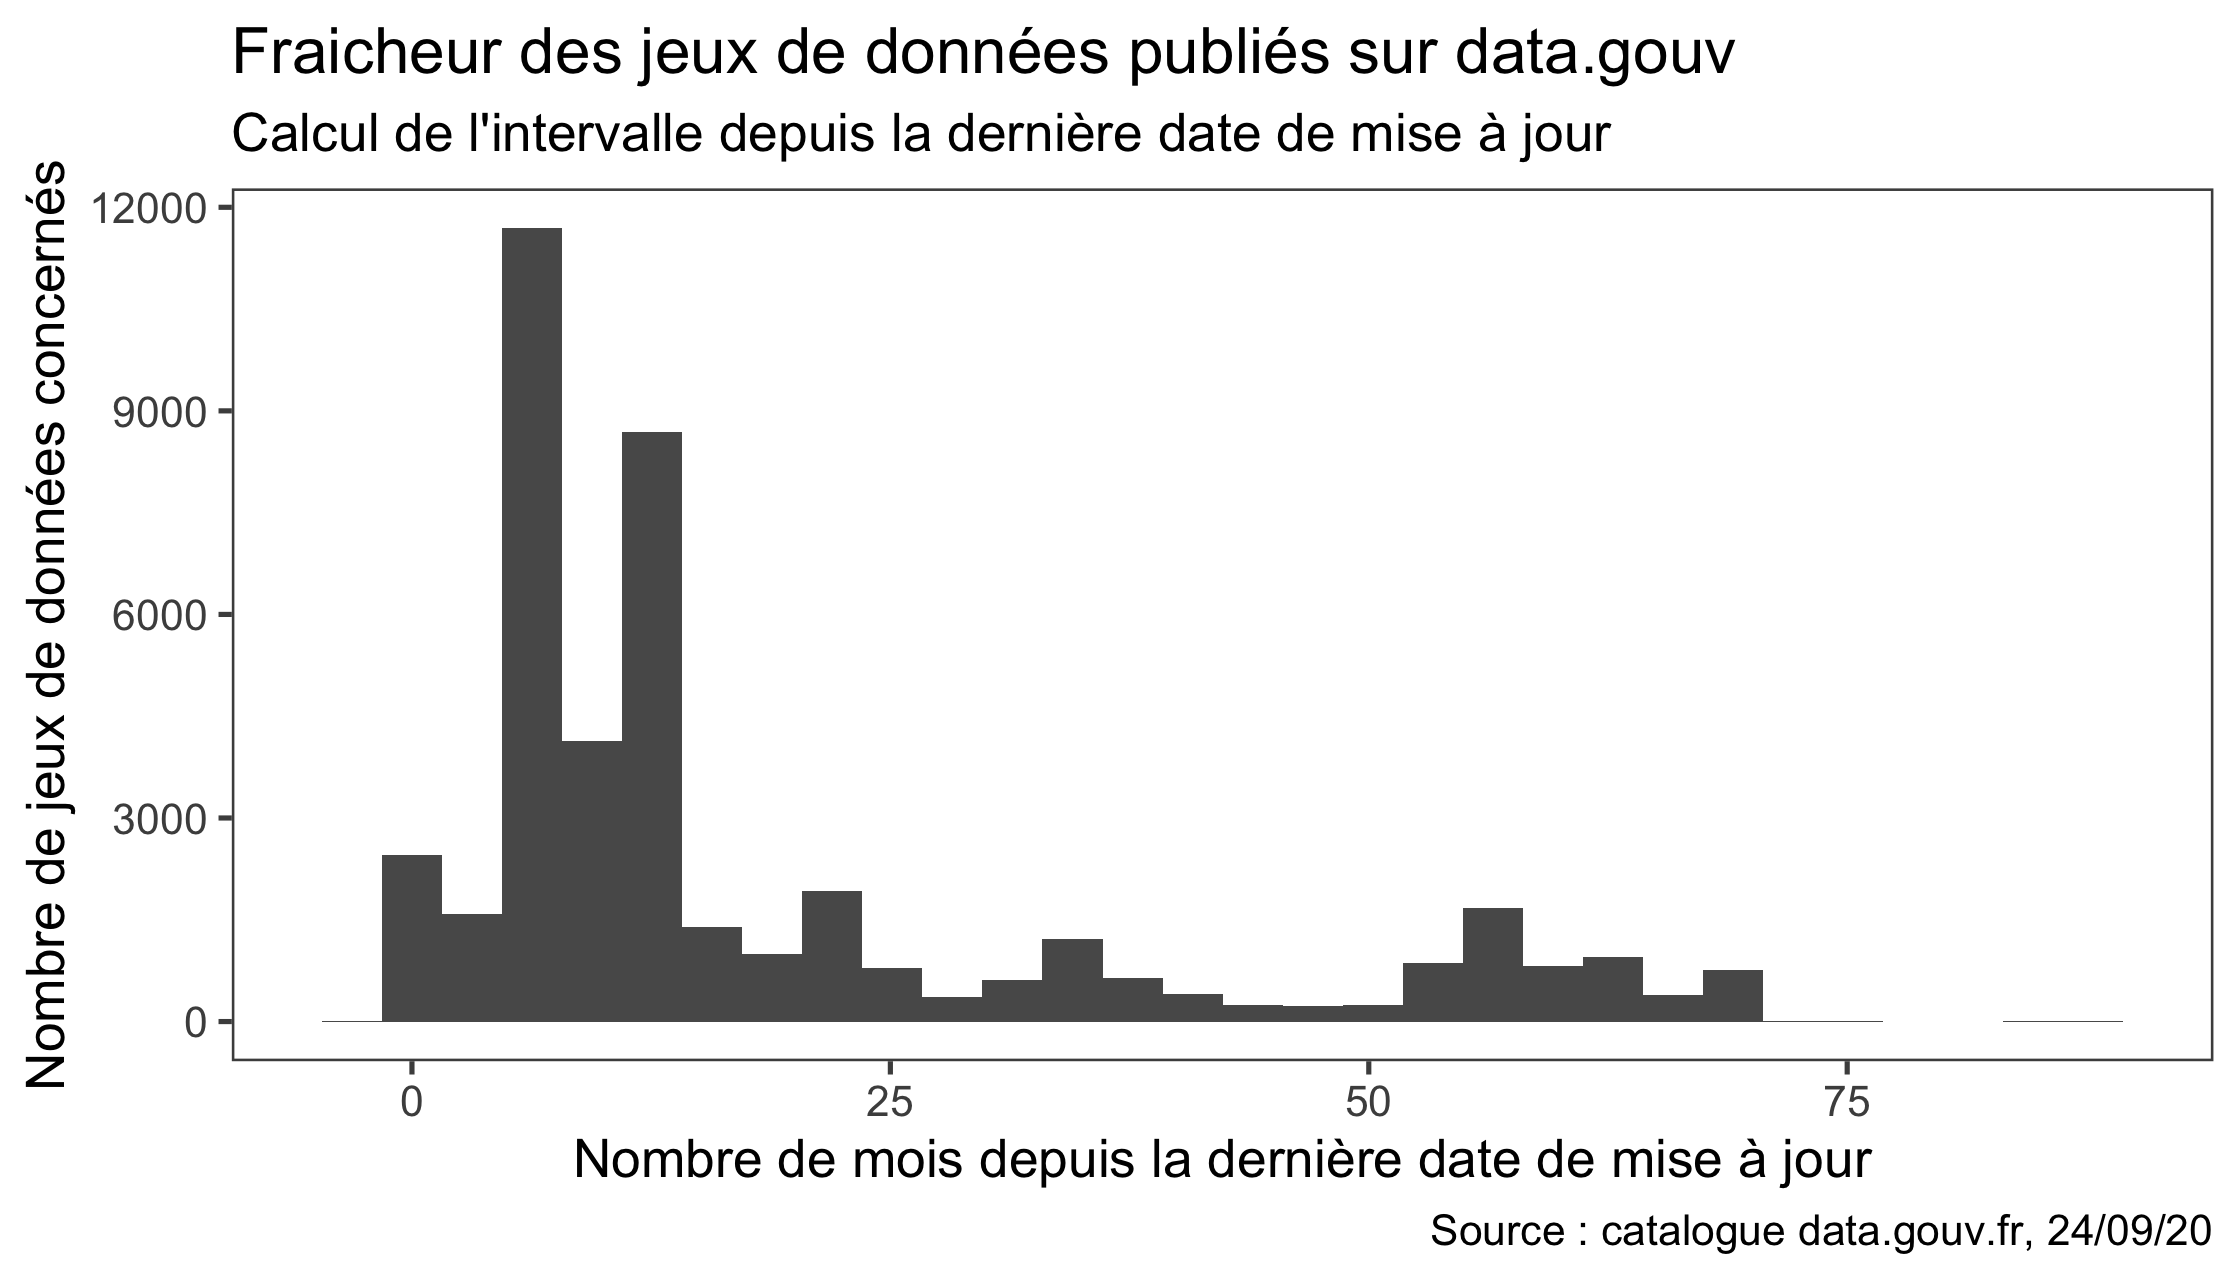 Fraicheur des jeux de données publiés sur data.gouv
Calcul de l'intervalle depuis la dernière date de mise à jour
Nombre de jeux de données concernés
12000
9000
6000
3000
0
0
25
50
75
Nombre de mois depuis la dernière date de mise à jour
Source : catalogue data.gouv.fr, 24/09/20